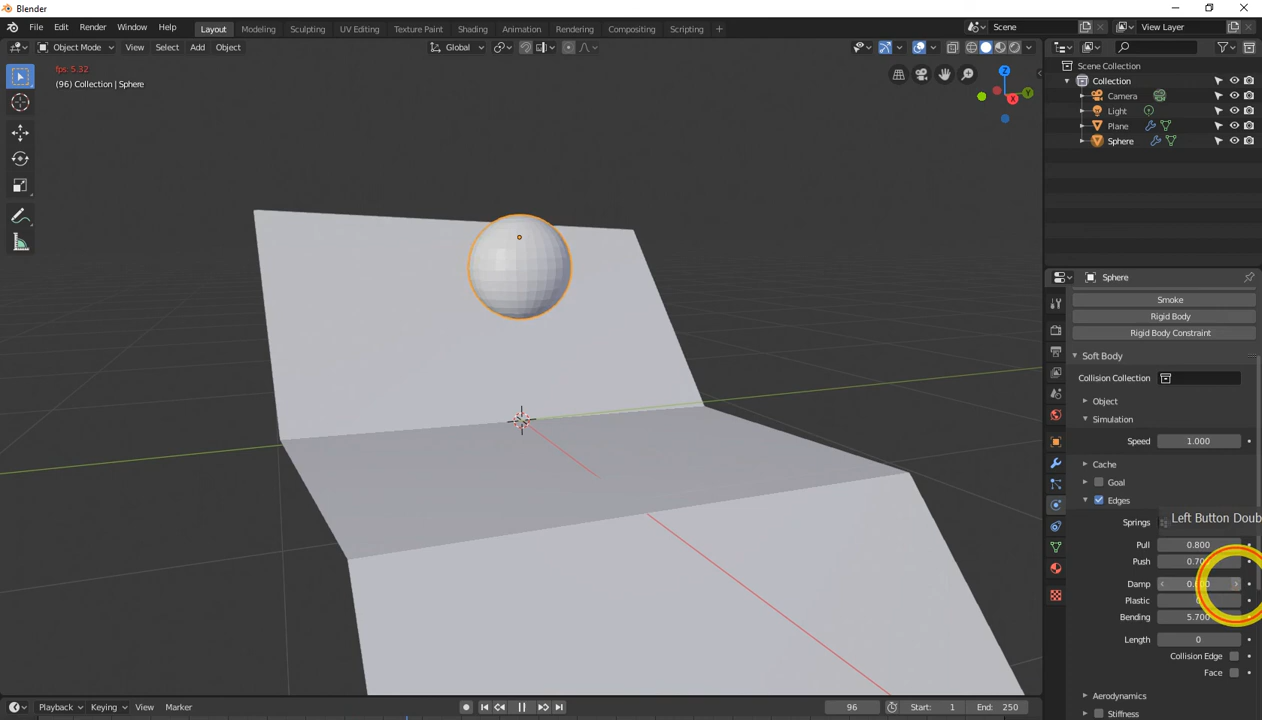 Blender
File Edit Render Window Help
Layout Modeling Sculpting UV Editing Texture Paint Shading Animation Rendering Compositing Scripting
Scene
View Layer
Object Mode View Select Add Object
Global
fps: 5.32
(96) Collection | Sphere
Z
Y
X
Scene Collection
Collection
Camera
Light
Plane
Sphere
Sphere
Smoke
Rigid Body
Rigid Body Constraint
Soft Body
Collision Collection
Object
Simulation
Speed 1.000
Cache
Goal
Edges
Springs
Left Button Doub
Pull 0.800
Push
Damp
Plastic
Bending 5.700
Length 0
Collision Edge
Face
Aerodynamics
Stiffness
Playback Keying View Marker
96
Start: 1
End: 250